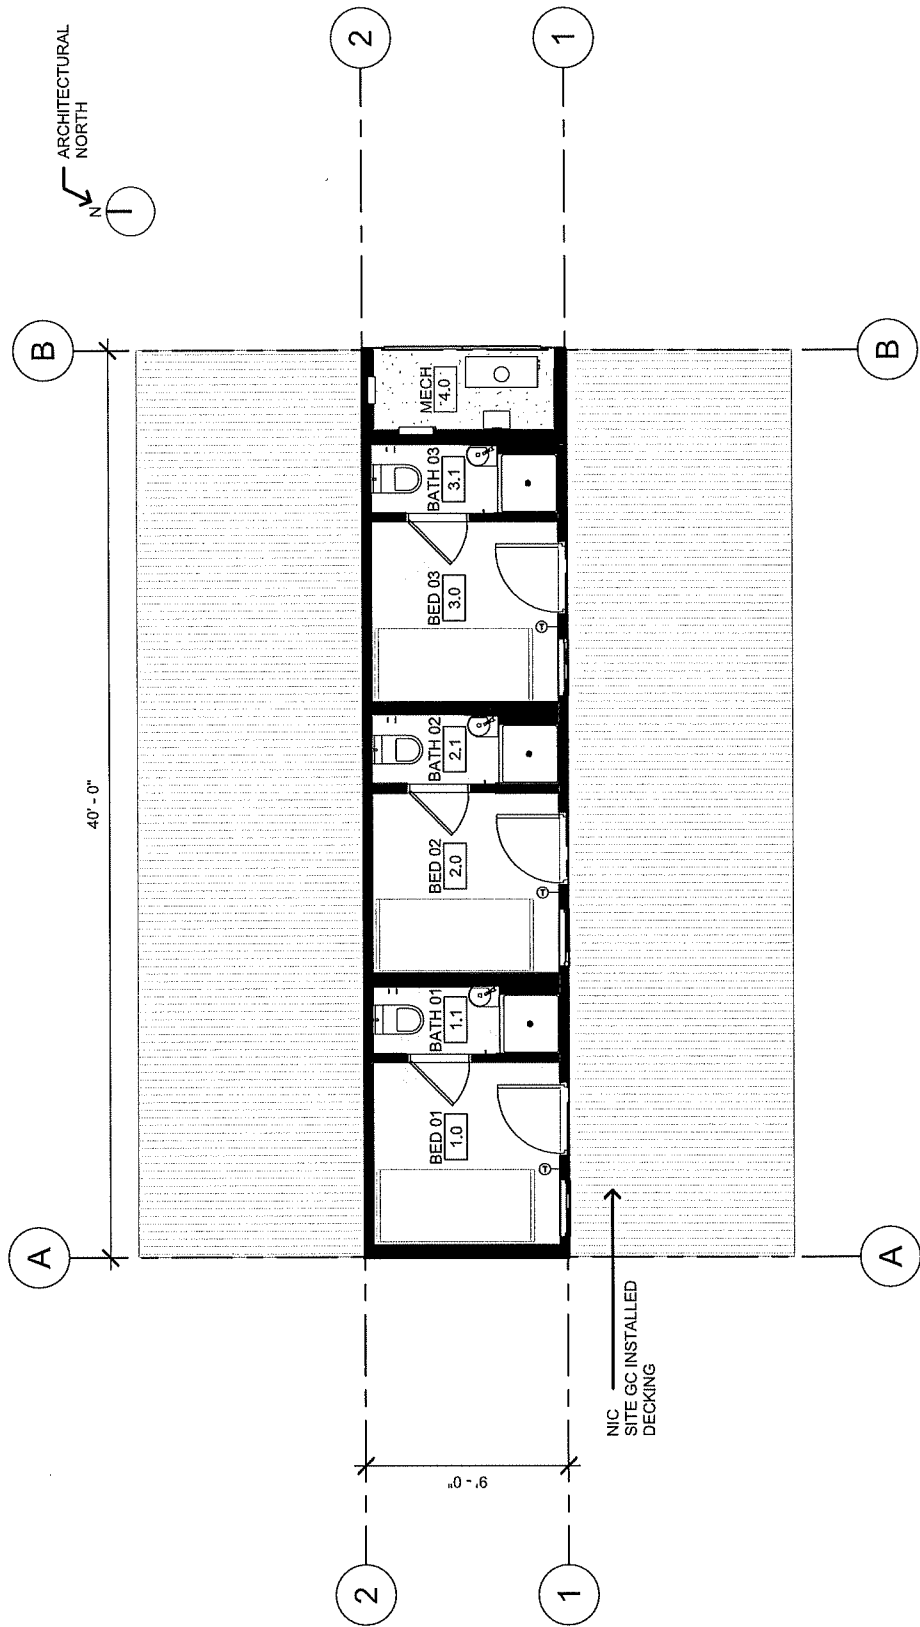 ARCHITECTURAL
NORTH
N
2
1
B
B
40' - 0"
MECH
4.0
BATH 03
3.1
BED 03
3.0
BATH 02
2.1
BED 02
2.0
BATH 01
1.1
BED 01
1.0
T
T
T
A
A
NIC
SITE GC INSTALLED
DECKING
9' - 0"
2
1